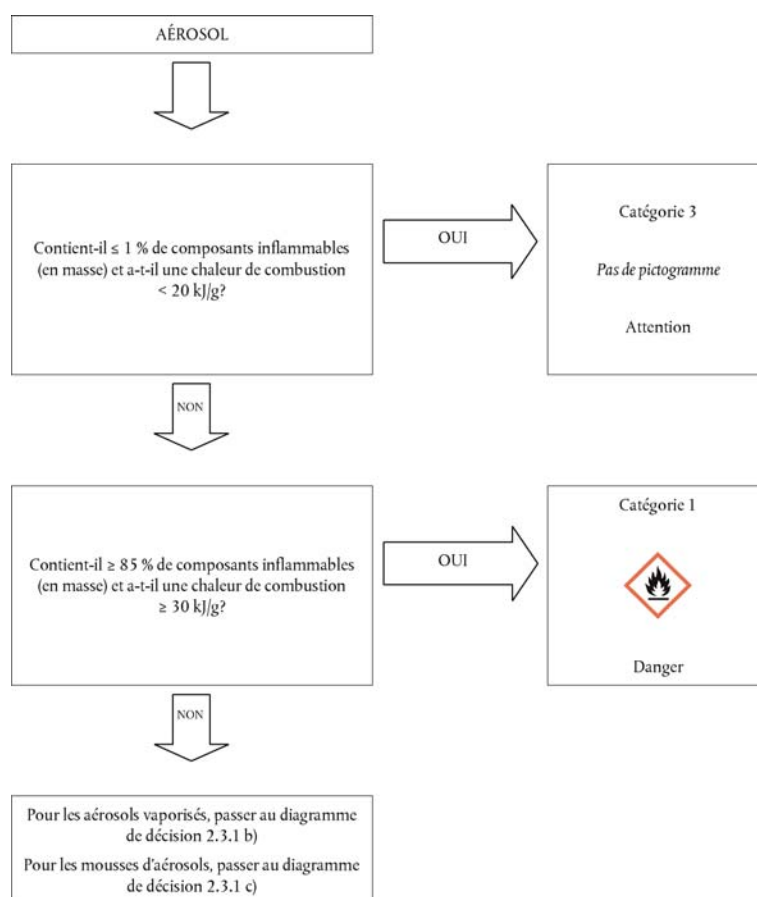 AÉROSOL
Contient-il ≤ 1 % de composants inflammables
(en masse) et a-t-il une chaleur de combustion
< 20 kJ/g?
OUI
Catégorie 3
Pas de pictogramme
Attention
NON
Contient-il ≥ 85 % de composants inflammables
(en masse) et a-t-il une chaleur de combustion
≥ 30 kJ/g?
OUI
Catégorie 1
Danger
NON
Pour les aérosols vaporisés, passer au diagramme
de décision 2.3.1 b)
Pour les mousses d'aérosols, passer au diagramme
de décision 2.3.1 c)